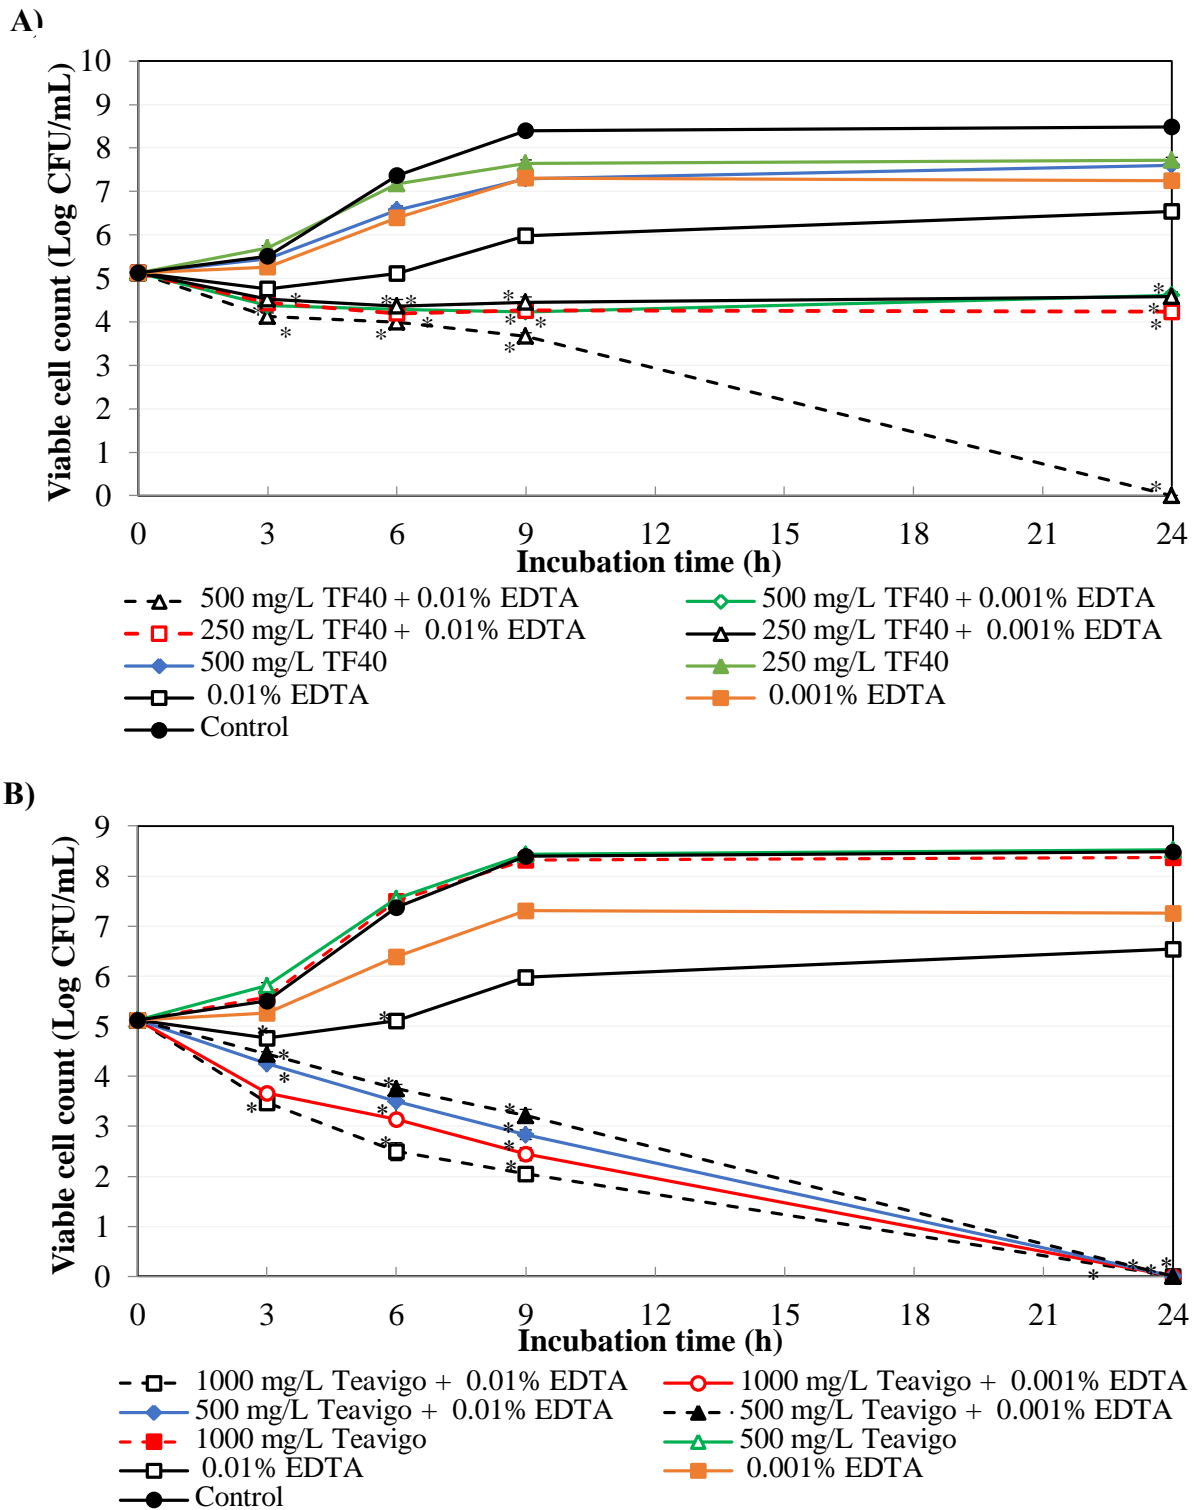 A)
Viable cell count (Log CFU/mL)
10
9
8
7
6
5
4
3
2
1
0
0 3 6 9 12 15 18 21 24
Incubation time (h)
500 mg/L TF40 + 0.01% EDTA 500 mg/L TF40 + 0.001% EDTA
250 mg/L TF40 + 0.01% EDTA 250 mg/L TF40 + 0.001% EDTA
500 mg/L TF40 250 mg/L TF40
0.01% EDTA 0.001% EDTA
Control
B)
Viable cell count (Log CFU/mL)
9
8
7
6
5
4
3
2
1
0
0 3 6 9 12 15 18 21 24
Incubation time (h)
1000 mg/L Teavigo + 0.01% EDTA 1000 mg/L Teavigo + 0.001% EDTA
500 mg/L Teavigo + 0.01% EDTA 500 mg/L Teavigo + 0.001% EDTA
1000 mg/L Teavigo 500 mg/L Teavigo
0.01% EDTA 0.001% EDTA
Control